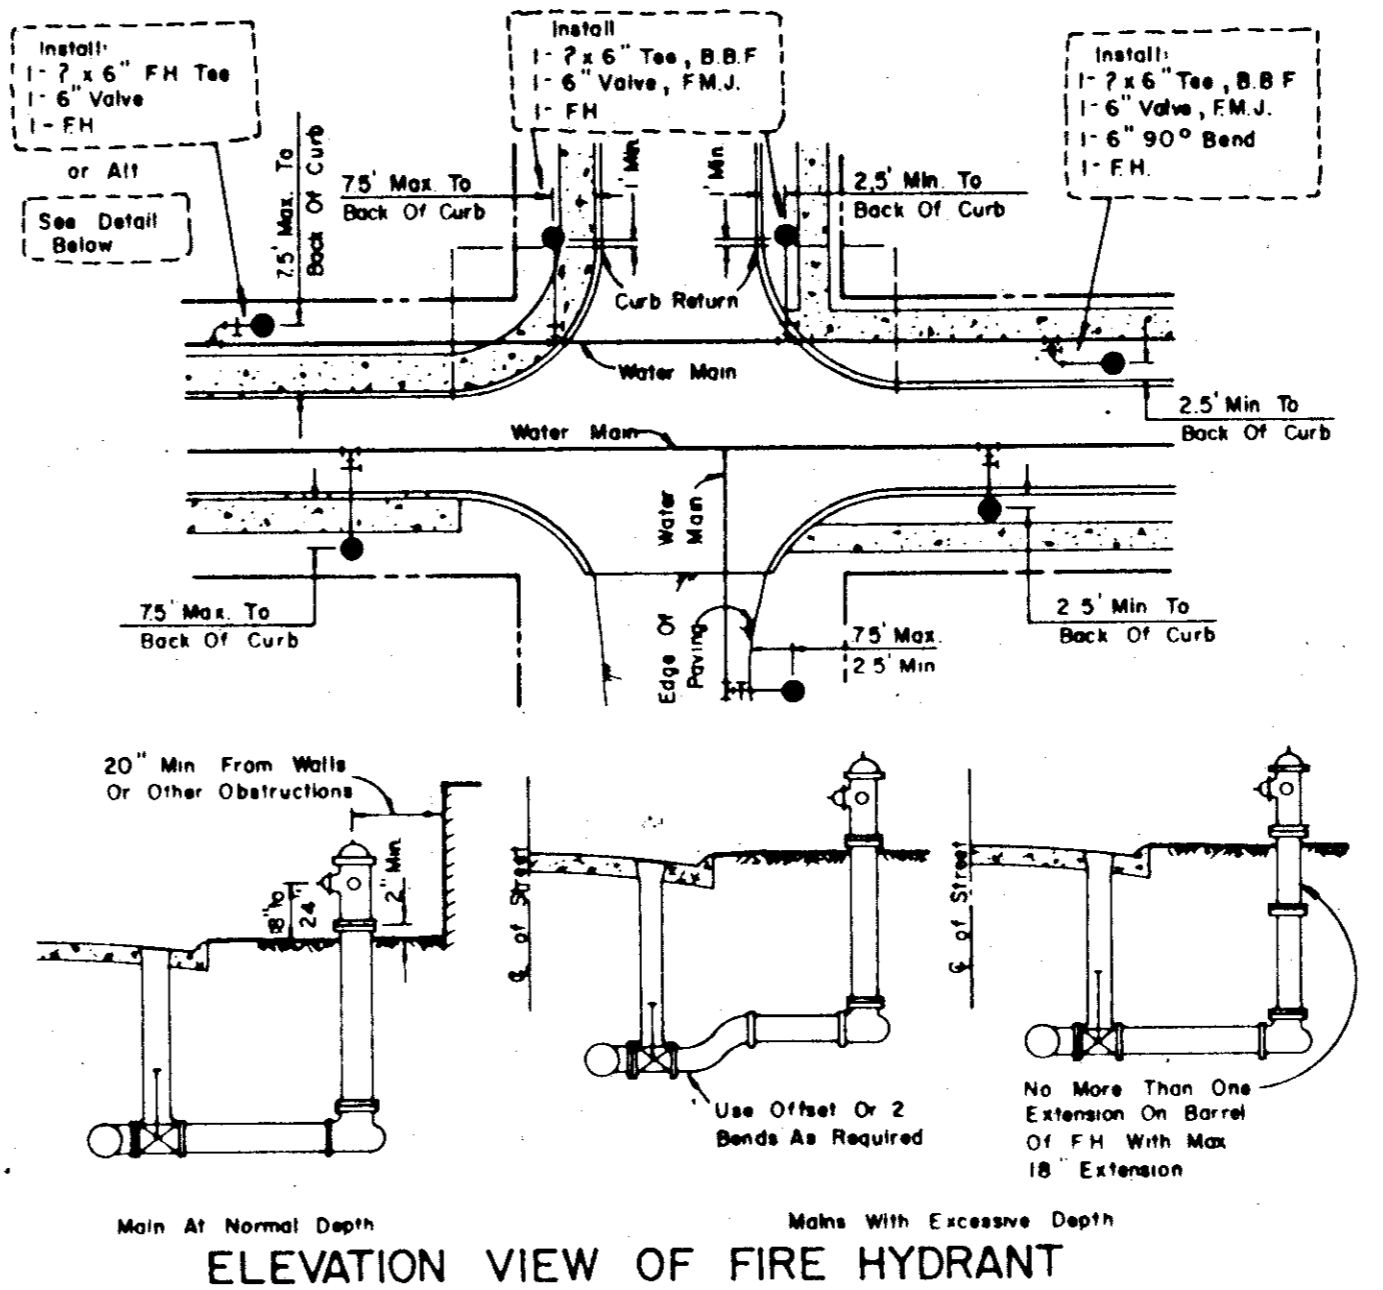 Install:
1- ? x 6" F.H. Tee
1- 6" Valve
1- F.H.
or Alt
See Detail
Below
7.5' Max. To
Back Of Curb
7.5' Max. To
Back Of Curb
Install
1- ? x 6" Tee, B.B.F
1- 6" Valve, F.M.J.
1- F.H
1' Min.
1' Min.
2.5' Min. To
Back Of Curb
Install:
1- ? x 6" Tee, B.B.F
1- 6" Valve, F.M.J.
1- 6" 90° Bend
1- F.H.
Curb Return
Water Main
2.5' Min To
Back Of Curb
Water Main
Water
Main
7.5' Max. To
Back Of Curb
Edge Of
Paving
7.5' Max.
2.5' Min
2.5' Min To
Back Of Curb
20" Min From Walls
Or Other Obstructions
18" to
24"
2" Min.
℄ of Street
℄ of Street
Use Offset Or 2
Bends As Required
No More Than One
Extension On Barrel
Of F.H With Max
18" Extension
Main At Normal Depth
Mains With Excessive Depth
ELEVATION VIEW OF FIRE HYDRANT